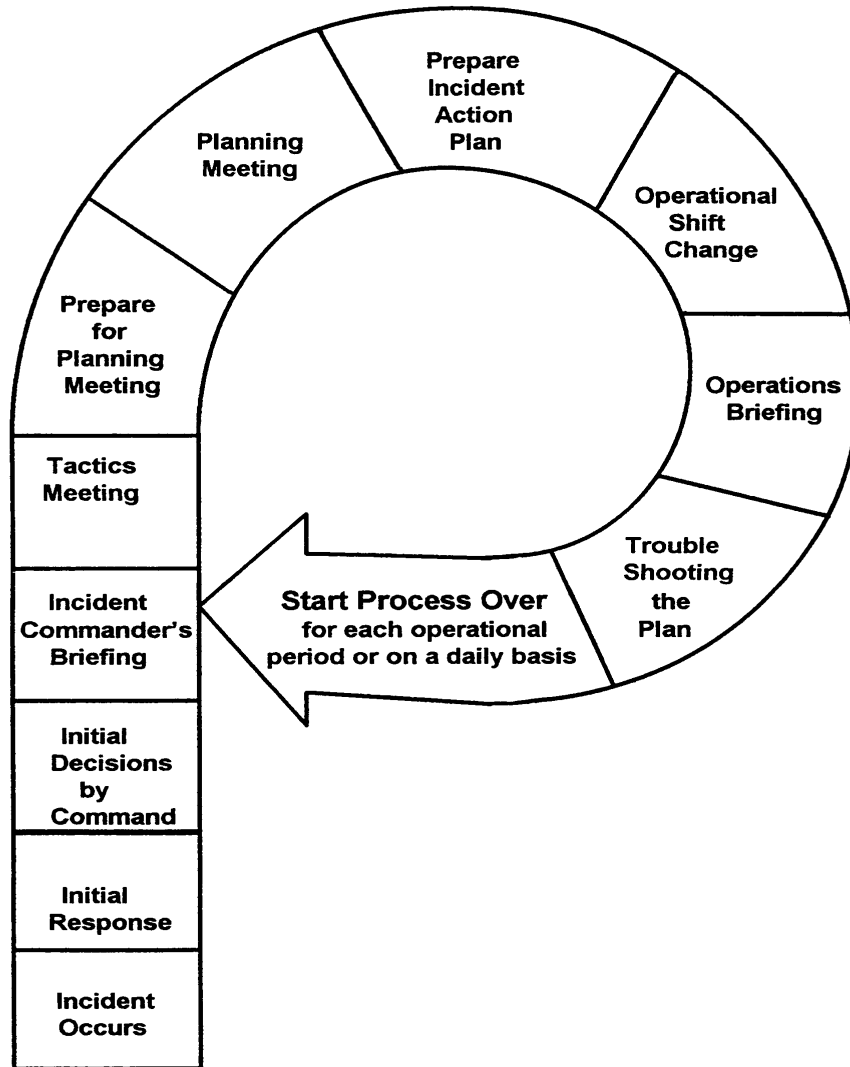 Prepare
Incident
Action
Plan
Planning
Meeting
Operational
Shift
Change
Prepare
for
Planning
Meeting
Operations
Briefing
Tactics
Meeting
Trouble
Shooting
the
Plan
Incident
Commander's
Briefing
Start Process Over
for each operational
period or on a daily basis
Initial
Decisions
by
Command
Initial
Response
Incident
Occurs